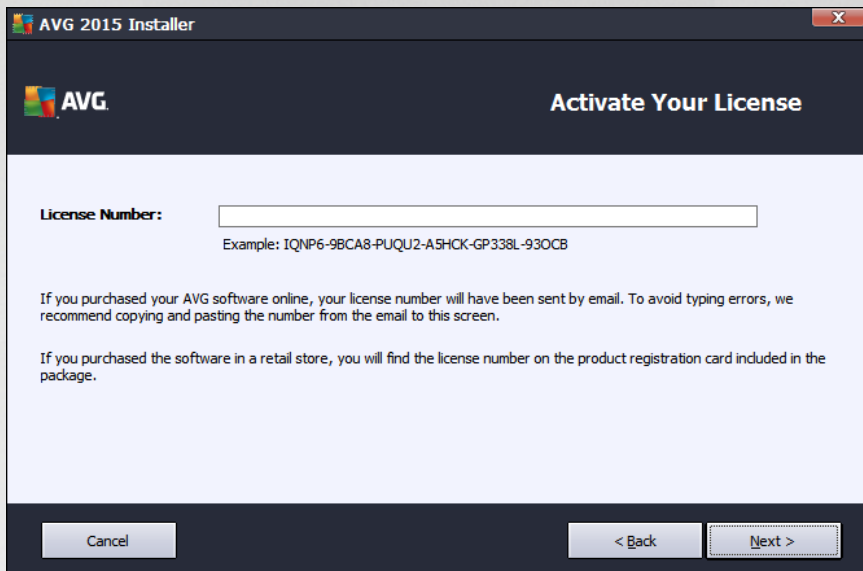 AVG 2015 Installer
AVG.
Activate Your License
License Number:
Example: IQNP6-9BCA8-PUQU2-A5HCK-GP338L-93OCB
If you purchased your AVG software online, your license number will have been sent by email. To avoid typing errors, we
recommend copying and pasting the number from the email to this screen.
If you purchased the software in a retail store, you will find the license number on the product registration card included in the
package.
Cancel
< Back
Next >